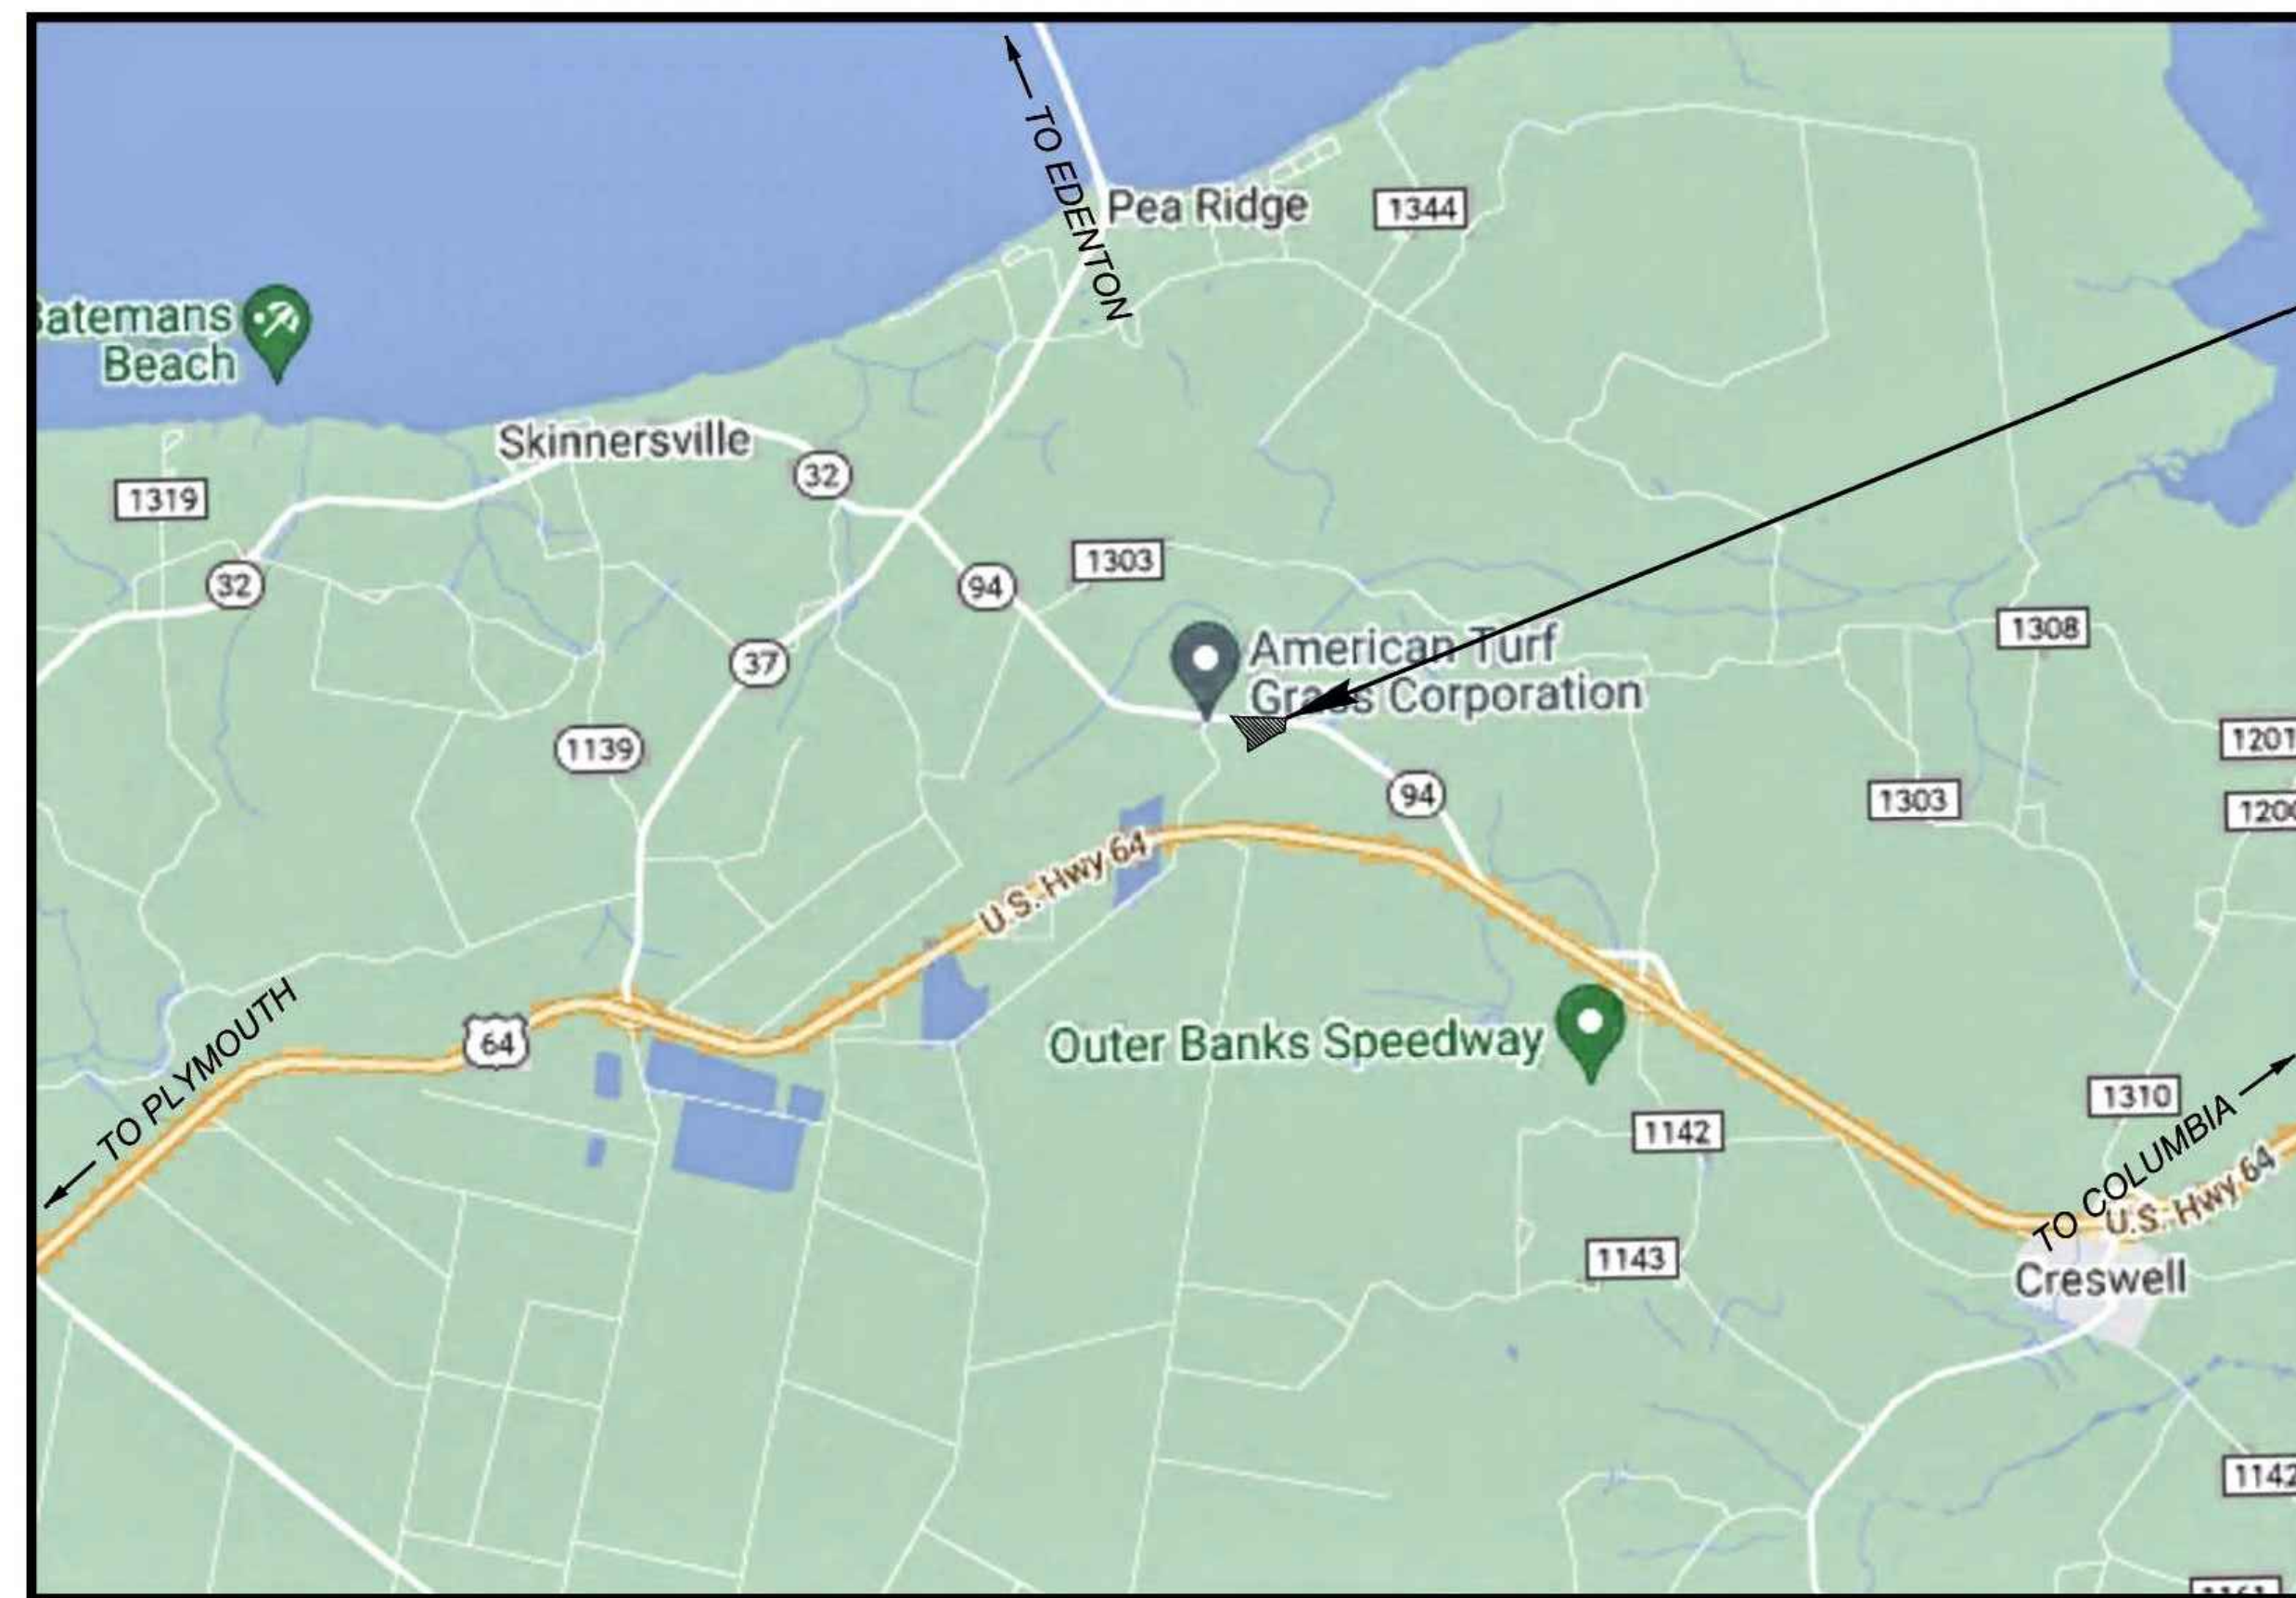 TO EDENTON
Pea Ridge
1344
Batemans
Beach
Skinnersville
32
1319
32
94
1303
37
American Turf
Grass Corporation
1308
1139
1201
94
1303
U.S. Hwy 64
TO PLYMOUTH
64
Outer Banks Speedway
1310
1142
TO COLUMBIA
U.S. Hwy 64
1143
Creswell
1142